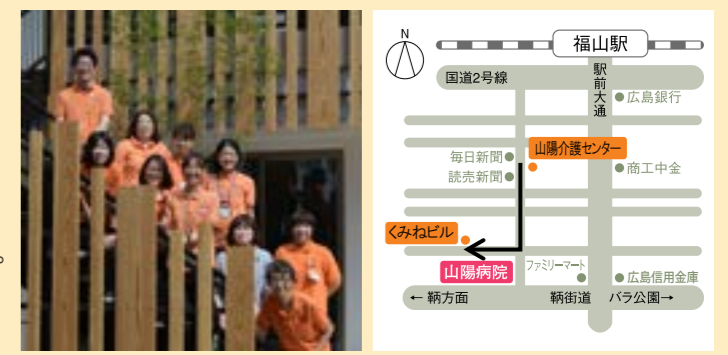 。
N
福山駅
国道2号線
駅前大通
広島銀行
山陽介護センター
毎日新聞
商工中金
読売新聞
くみねビル
山陽病院
ファミリーマート
広島信用金庫
← 鞆方面
鞆街道
バラ公園→